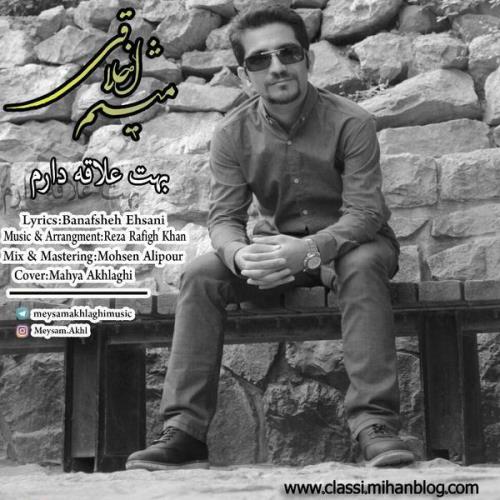 میثم اخلاقی
بهت علاقه دارم
Lyrics:Banafsheh Ehsani
Music & Arrangment:Reza Rafigh Khan
Mix & Mastering:Mohsen Alipour
Cover:Mahya Akhlaghi
meysamakhlaghimusic
Meysam.Akhl
www.classi.mihanblog.com